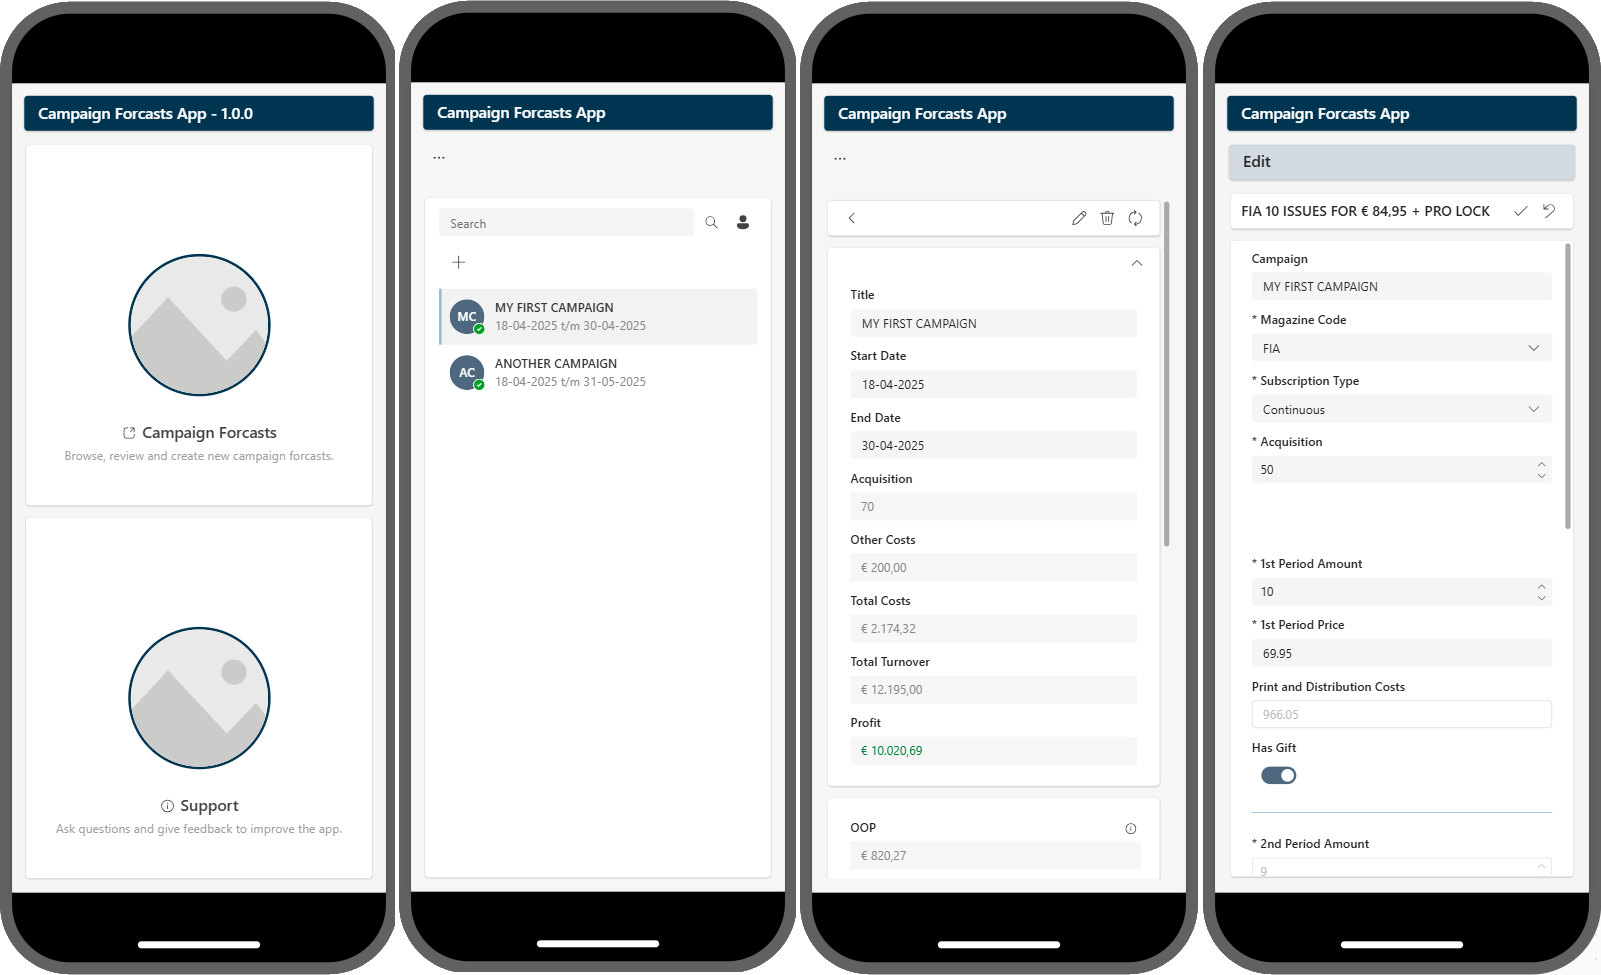 Campaign Forcasts App - 1.0.0
Campaign Forcasts
Browse, review and create new campaign forcasts.
Support
Ask questions and give feedback to improve the app.
Campaign Forcasts App
...
Search
MC
MY FIRST CAMPAIGN
18-04-2025 t/m 30-04-2025
AC
ANOTHER CAMPAIGN
18-04-2025 t/m 31-05-2025
Campaign Forcasts App
...
Title
MY FIRST CAMPAIGN
Start Date
18-04-2025
End Date
30-04-2025
Acquisition
70
Other Costs
€ 200,00
Total Costs
€ 2.174,32
Total Turnover
€ 12.195,00
Profit
€ 10.020,69
OOP
€ 820,27
Campaign Forcasts App
Edit
FIA 10 ISSUES FOR € 84,95 + PRO LOCK
Campaign
MY FIRST CAMPAIGN
* Magazine Code
FIA
* Subscription Type
Continuous
* Acquisition
50
* 1st Period Amount
10
* 1st Period Price
69.95
Print and Distribution Costs
966.05
Has Gift
* 2nd Period Amount
9